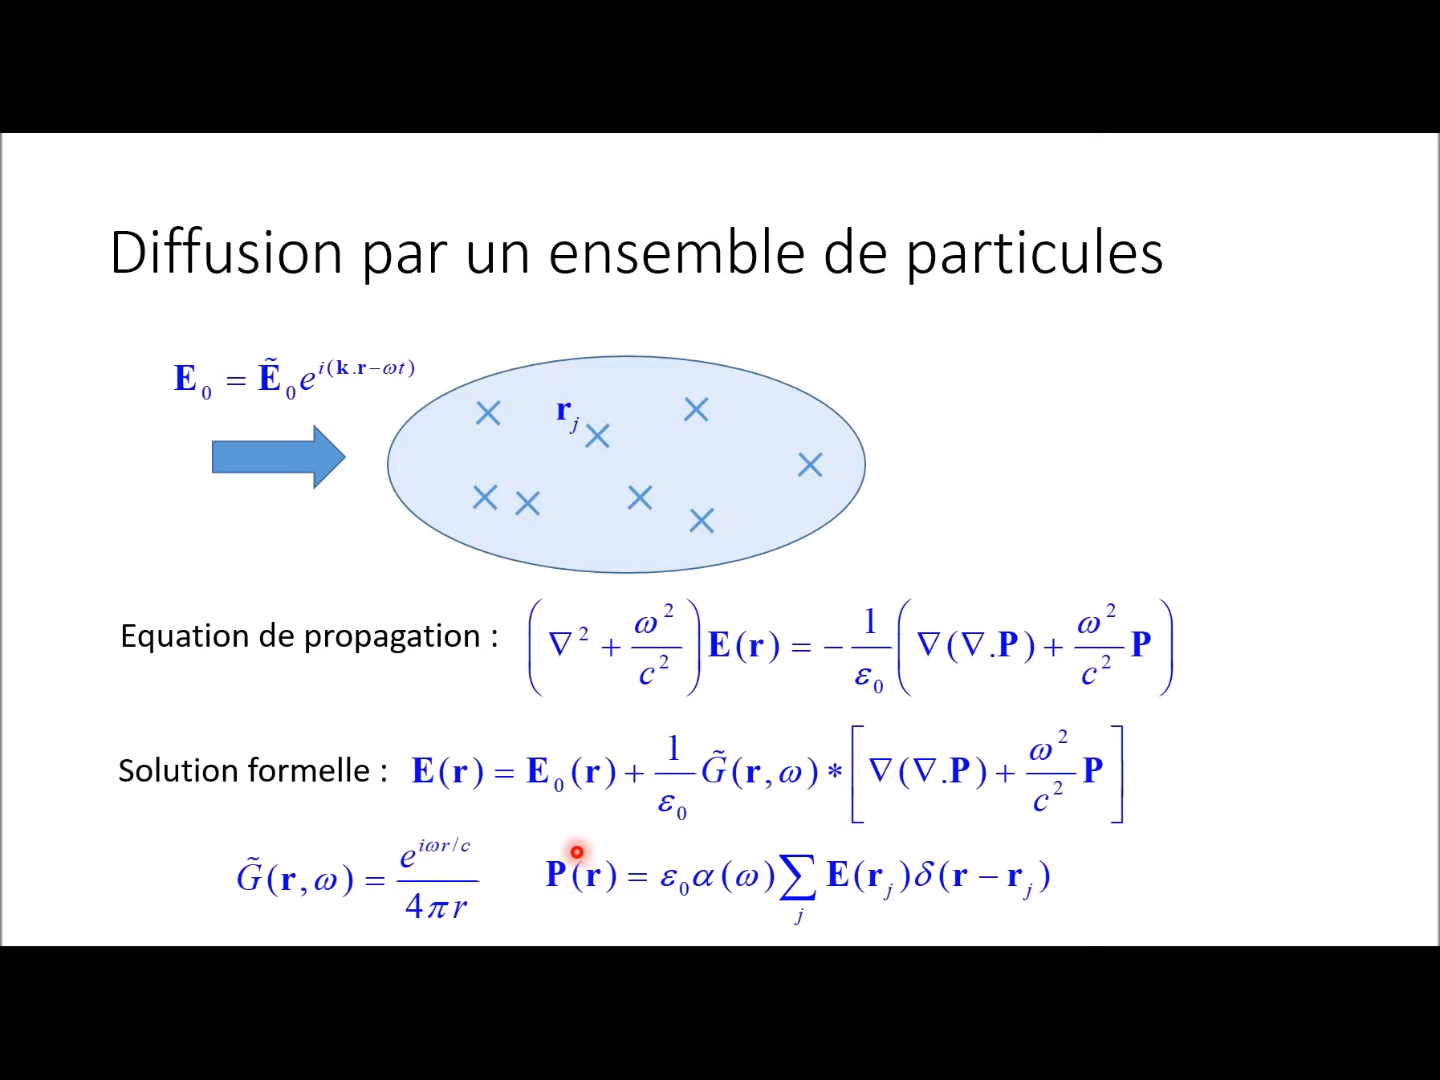 Diffusion par un ensemble de particules
𝐄₀ = 𝐄̃₀e^{i(𝐤.𝐫−ωt)}
𝐫_j
Equation de propagation : (∇² + ω²/c²) 𝐄(𝐫) = − 1/ε₀ (∇(∇.𝐏) + ω²/c² 𝐏)
Solution formelle : 𝐄(𝐫) = 𝐄₀(𝐫) + 1/ε₀ G̃(𝐫, ω) * [∇(∇.𝐏) + ω²/c² 𝐏]
G̃(𝐫, ω) = e^{iωr/c}/4πr 𝐏(𝐫) = ε₀α(ω)∑_j 𝐄(𝐫_j)δ(𝐫 − 𝐫_j)